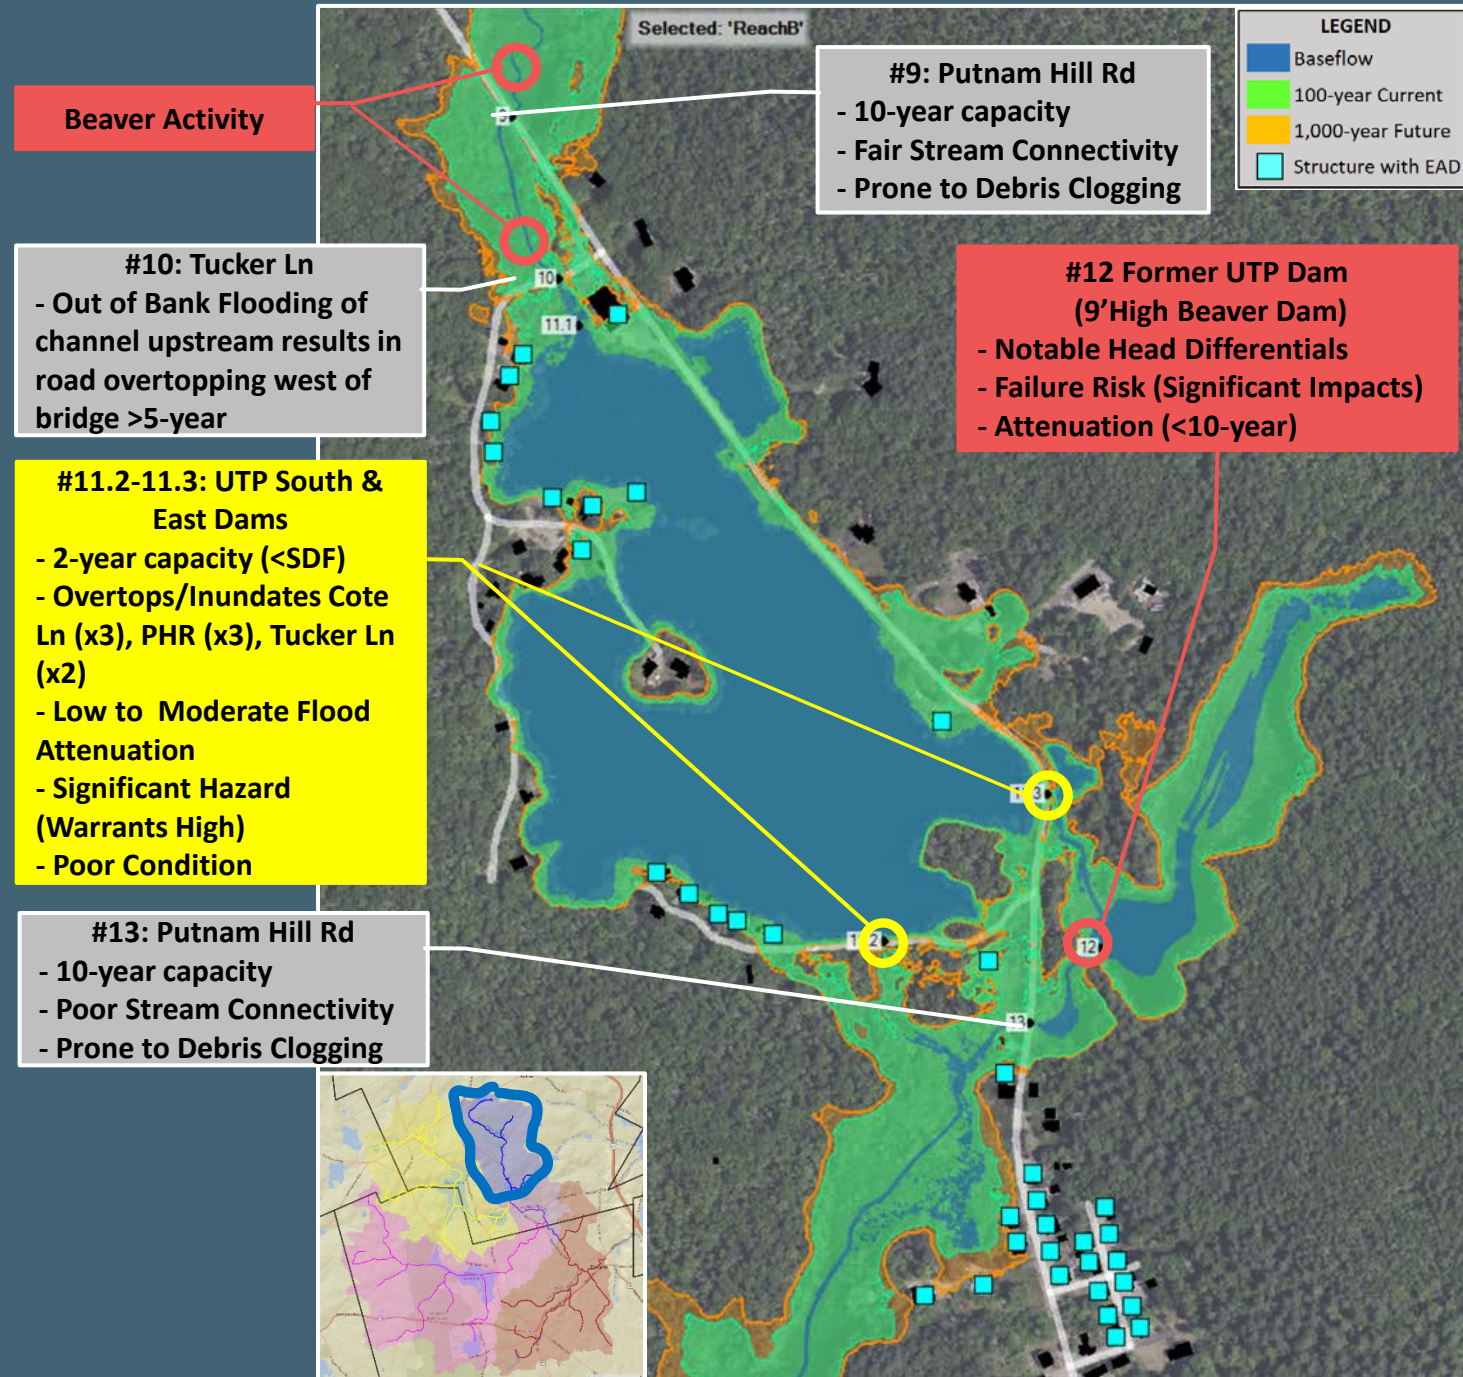 Selected: 'ReachB'
LEGEND
Baseflow
100-year Current
1,000-year Future
Structure with EAD
Beaver Activity
#9: Putnam Hill Rd
- 10-year capacity
- Fair Stream Connectivity
- Prone to Debris Clogging
9
#10: Tucker Ln
- Out of Bank Flooding of
channel upstream results in
road overtopping west of
bridge >5-year
10
11.1
#12 Former UTP Dam
(9'High Beaver Dam)
- Notable Head Differentials
- Failure Risk (Significant Impacts)
- Attenuation (<10-year)
#11.2-11.3: UTP South &
East Dams
- 2-year capacity (<SDF)
- Overtops/Inundates Cote
Ln (x3), PHR (x3), Tucker Ln
(x2)
- Low to  Moderate Flood
Attenuation
- Significant Hazard
(Warrants High)
- Poor Condition
12
#13: Putnam Hill Rd
- 10-year capacity
- Poor Stream Connectivity
- Prone to Debris Clogging
13